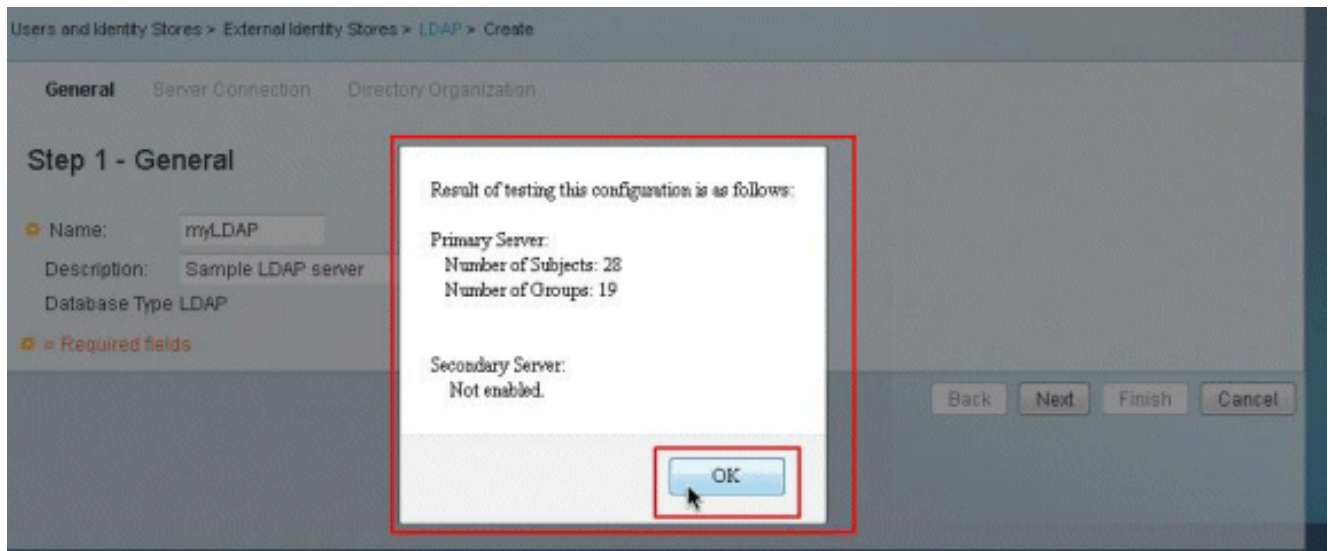 Users and Identity Stores > External Identity Stores > LDAP > Create
General Server Connection Directory Organization
Step 1 - General
Name: myLDAP
Description: Sample LDAP server
Database Type LDAP
= Required fields
Result of testing this configuration is as follows:
Primary Server:
Number of Subjects: 28
Number of Groups: 19
Secondary Server:
Not enabled.
OK
Back Next Finish Cancel